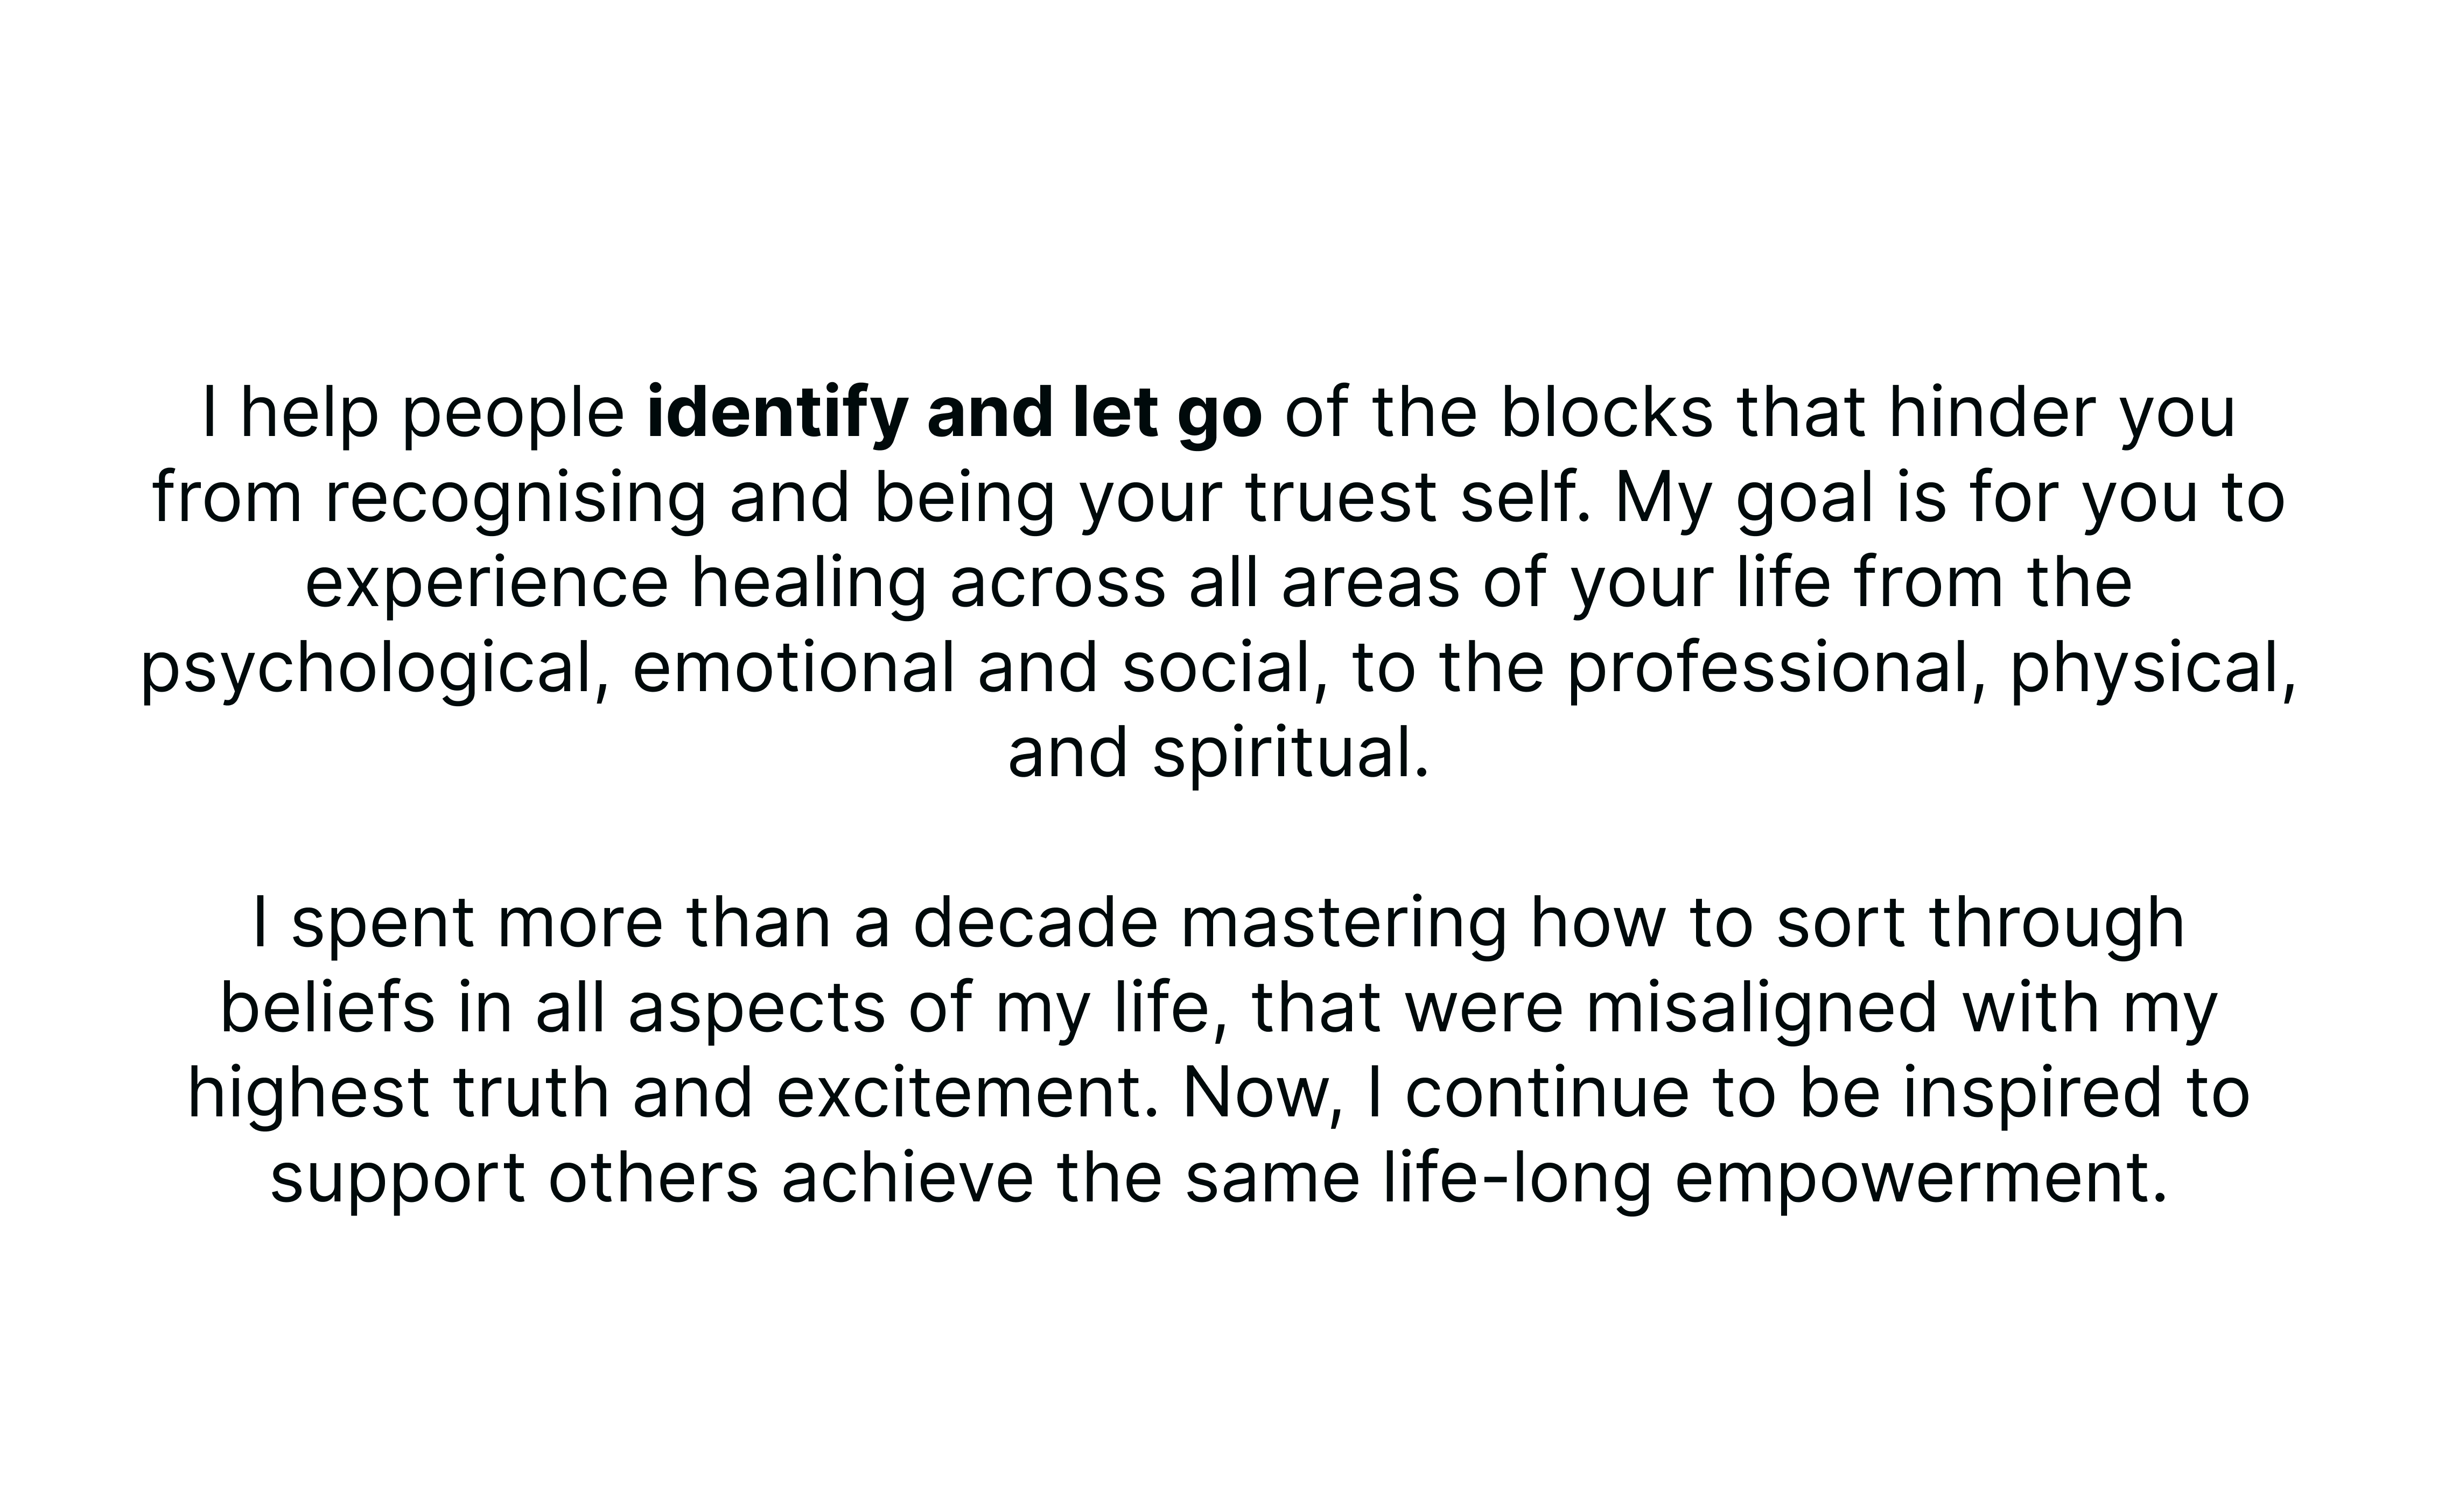 I help people identify and let go of the blocks that hinder you
from recognising and being your truest self. My goal is for you to
experience healing across all areas of your life from the
psychological, emotional and social, to the professional, physical,
and spiritual.
I spent more than a decade mastering how to sort through
beliefs in all aspects of my life, that were misaligned with my
highest truth and excitement. Now, I continue to be inspired to
support others achieve the same life-long empowerment.